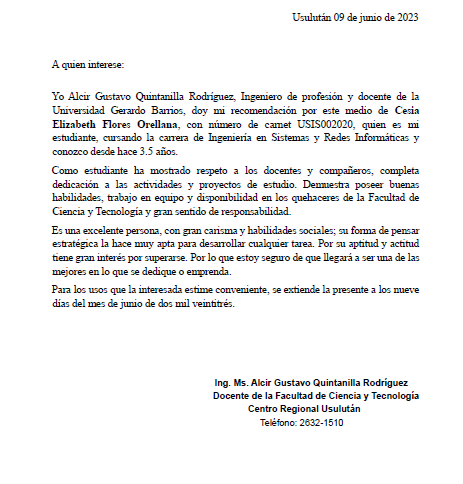 Usulután 09 de junio de 2023
A quien interese:
Yo Alcir Gustavo Quintanilla Rodríguez, Ingeniero de profesión y docente de la
Universidad Gerardo Barrios, doy mi recomendación por este medio de Cesia
Elizabeth Flores Orellana, con número de carnet USIS002020, quien es mi
estudiante, cursando la carrera de Ingeniería en Sistemas y Redes Informáticas y
conozco desde hace 3.5 años.
Como estudiante ha mostrado respeto a los docentes y compañeros, completa
dedicación a las actividades y proyectos de estudio. Demuestra poseer buenas
habilidades, trabajo en equipo y disponibilidad en los quehaceres de la Facultad de
Ciencia y Tecnología y gran sentido de responsabilidad.
Es una excelente persona, con gran carisma y habilidades sociales; su forma de pensar
estratégica la hace muy apta para desarrollar cualquier tarea. Por su aptitud y actitud
tiene gran interés por superarse. Por lo que estoy seguro de que llegará a ser una de las
mejores en lo que se dedique o emprenda.
Para los usos que la interesada estime conveniente, se extiende la presente a los nueve
días del mes de junio de dos mil veintitrés.
Ing. Ms. Alcir Gustavo Quintanilla Rodríguez
Docente de la Facultad de Ciencia y Tecnología
Centro Regional Usulután
Teléfono: 2632-1510